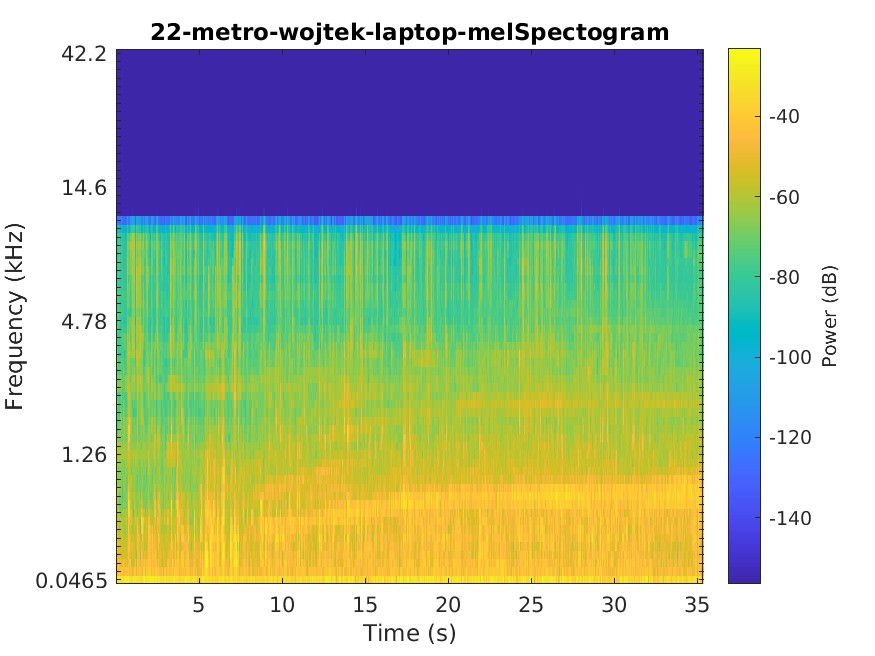 22-metro-wojtek-laptop-melSpectogram
42.2
14.6
4.78
1.26
0.0465
Frequency (kHz)
5 10 15 20 25 30 35
Time (s)
-40
-60
-80
-100
-120
-140
Power (dB)